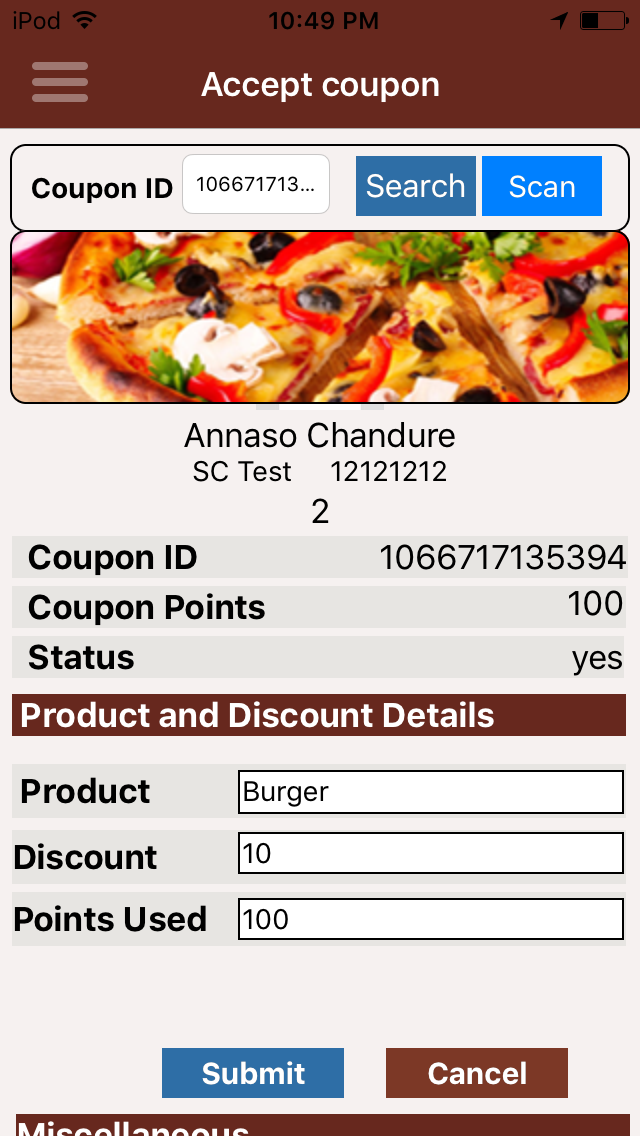 iPod 10:49 PM
Accept coupon
Coupon ID 106671713... Search Scan
Annaso Chandure
SC Test 12121212
2
Coupon ID 1066717135394
Coupon Points 100
Status yes
Product and Discount Details
Product Burger
Discount 10
Points Used 100
Submit Cancel
Miscellaneous